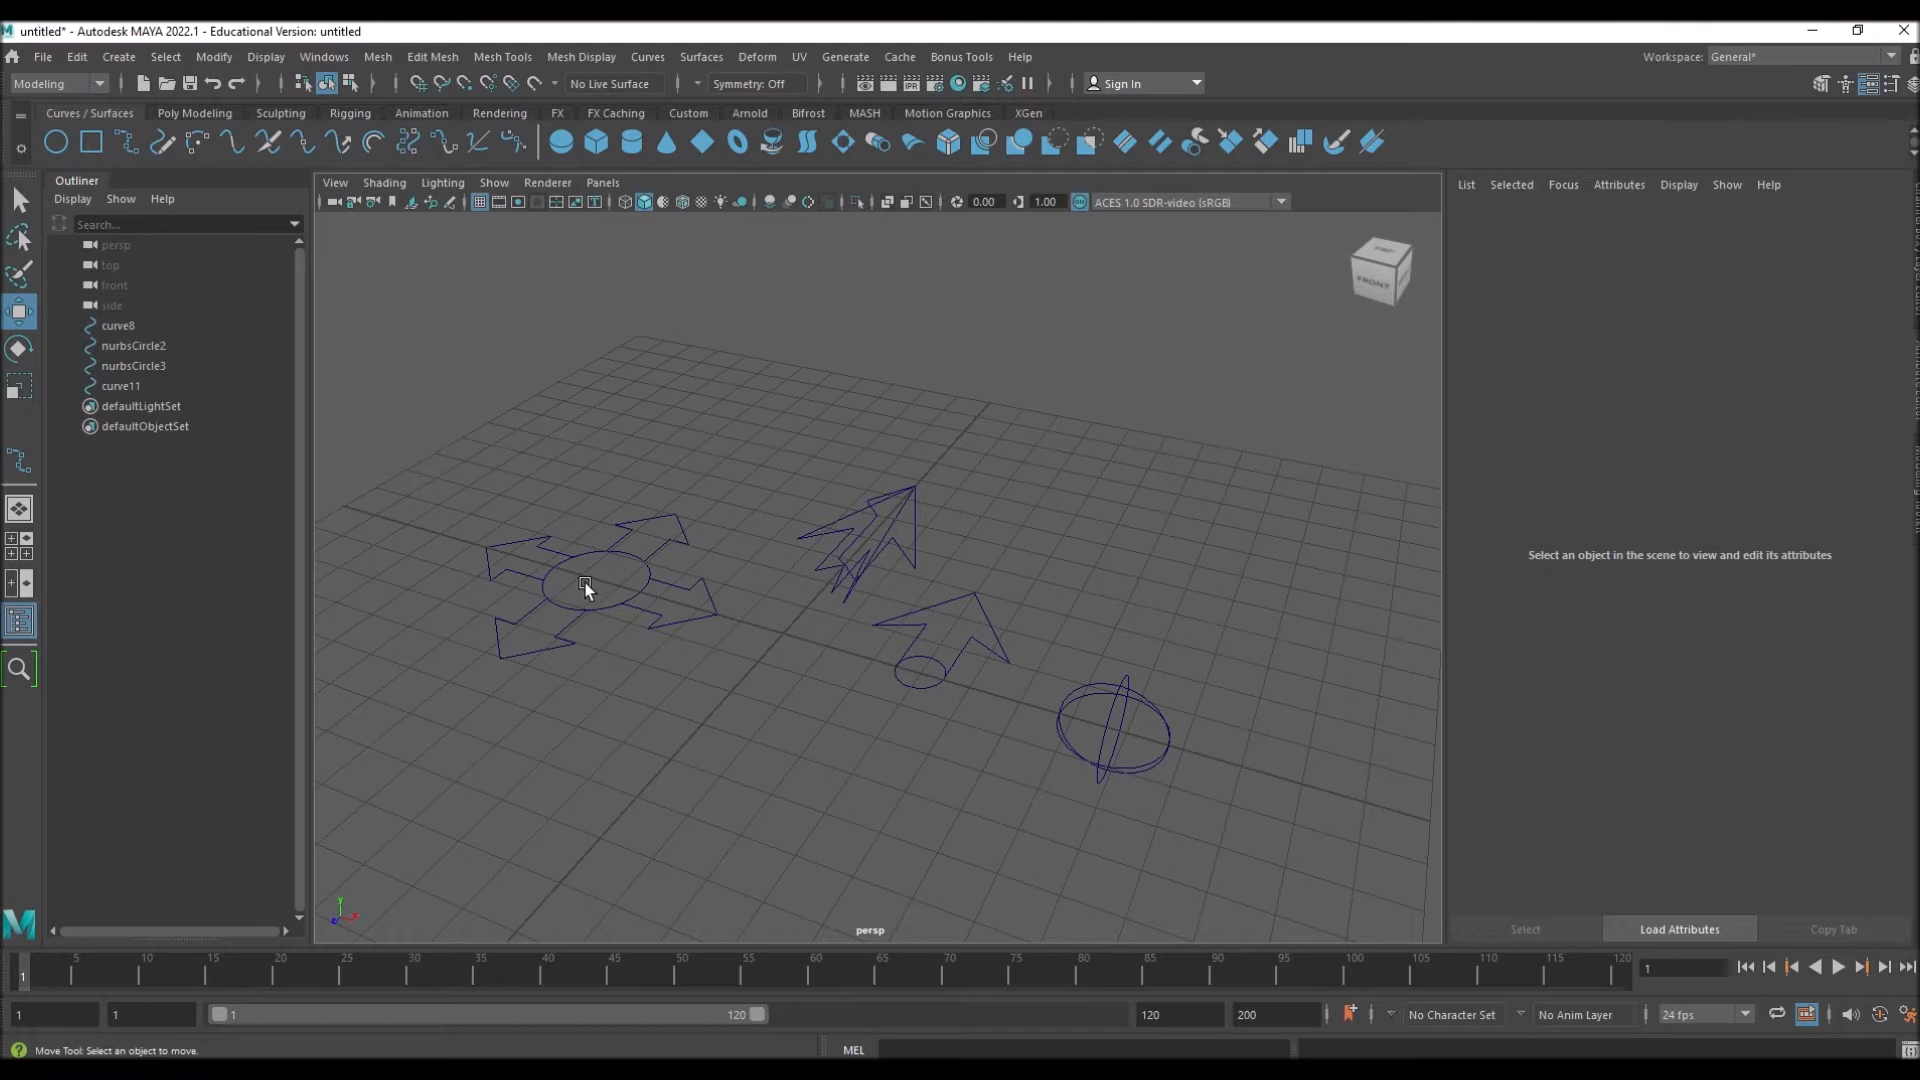 untitled* - Autodesk MAYA 2022.1 - Educational Version: untitled
File Edit Create Select Modify Display Windows Mesh Edit Mesh Mesh Tools Mesh Display Curves Surfaces Deform UV Generate Cache Bonus Tools Help
Workspace: General*
Modeling
No Live Surface
Symmetry: Off
IPR
Sign In
Curves / Surfaces Poly Modeling Sculpting Rigging Animation Rendering FX FX Caching Custom Arnold Bifrost MASH Motion Graphics XGen
Outliner
Display Show Help
Search...
persp
top
front
side
curve8
nurbsCircle2
nurbsCircle3
curve11
defaultLightSet
defaultObjectSet
View Shading Lighting Show Renderer Panels
0.00
1.00
ON
ACES 1.0 SDR-video (sRGB)
FRONT
y
x
persp
List Selected Focus Attributes Display Show Help
Select an object in the scene to view and edit its attributes
Select
Load Attributes
Copy Tab
1 5 10 15 20 25 30 35 40 45 50 55 60 65 70 75 80 85 90 95 100 105 110 115 120
1
1
1
1
120
120
200
No Character Set
No Anim Layer
24 fps
Move Tool: Select an object to move.
MEL